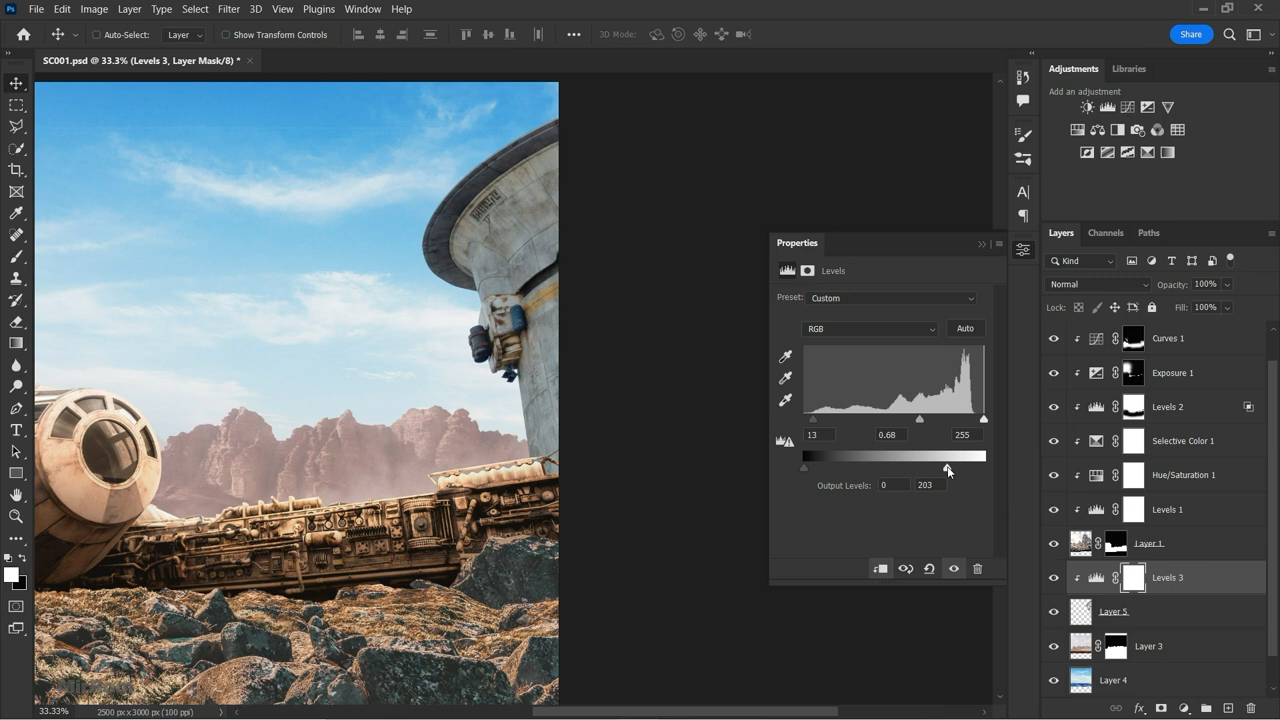 Ps File Edit Image Layer Type Select Filter 3D View Plugins Window Help
Auto-Select: Layer Show Transform Controls 3D Mode: Share
SC001.psd @ 33.3% (Levels 3, Layer Mask/8) *
Adjustments Libraries
Add an adjustment
Properties
Levels
Preset: Custom
RGB Auto
13 0.68 255
Output Levels: 0 203
Layers Channels Paths
Kind
Normal Opacity: 100%
Lock: Fill: 100%
Curves 1
Exposure 1
Levels 2
Selective Color 1
Hue/Saturation 1
Levels 1
Layer 1
Levels 3
Layer 5
Layer 3
Layer 4
33.33% 2500 px x 3000 px (100 ppi)